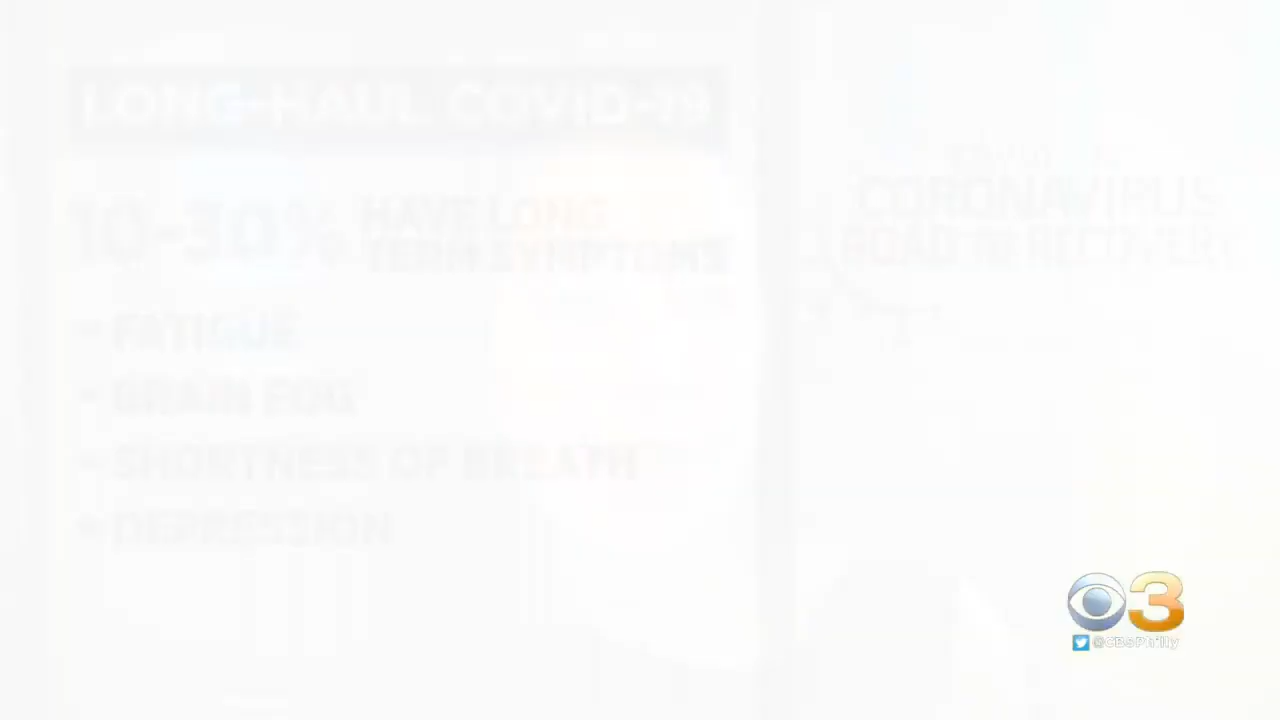 LONG-HAUL COVID-19
10-30% HAVE LONG
TERM SYMPTOMS
• FATIGUE
• BRAIN FOG
• SHORTNESS OF BREATH
• DEPRESSION
CORONAVIRUS
ROAD TO RECOVERY
3
@CBSPhilly